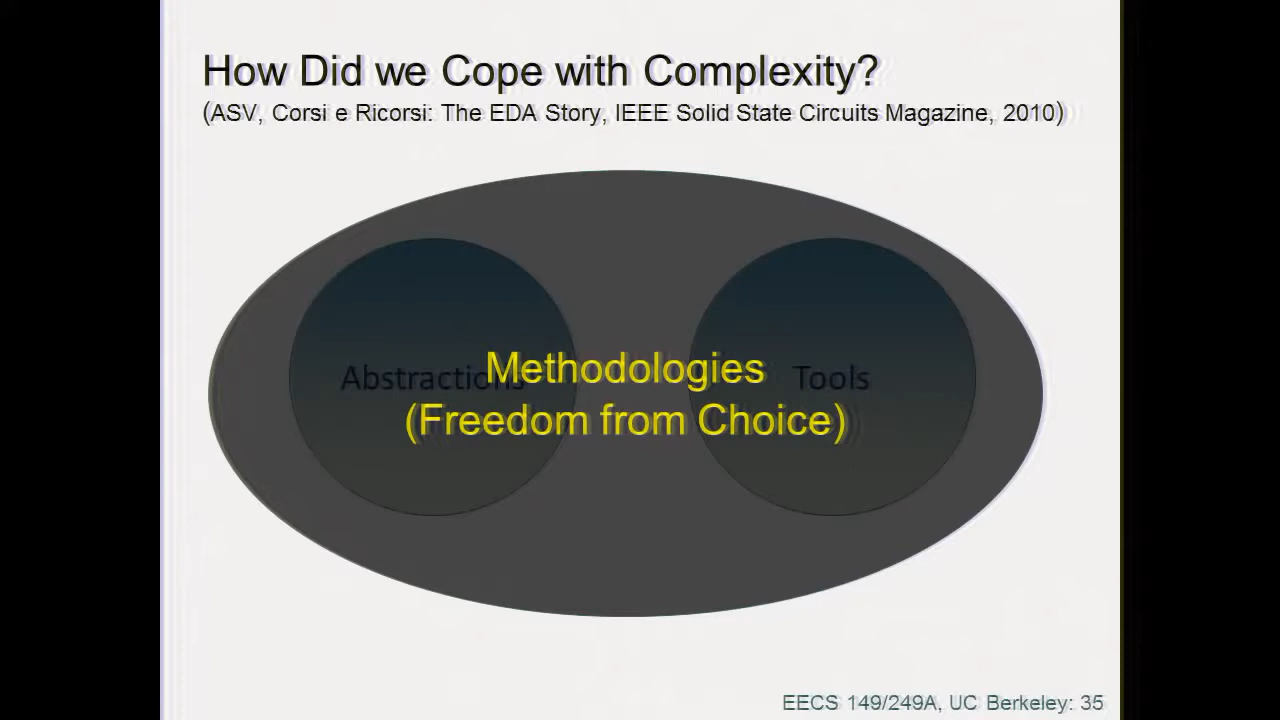 How Did we Cope with Complexity?
(ASV, Corsi e Ricorsi: The EDA Story, IEEE Solid State Circuits Magazine, 2010)
Abstractions
Tools
Methodologies
(Freedom from Choice)
EECS 149/249A, UC Berkeley: 35